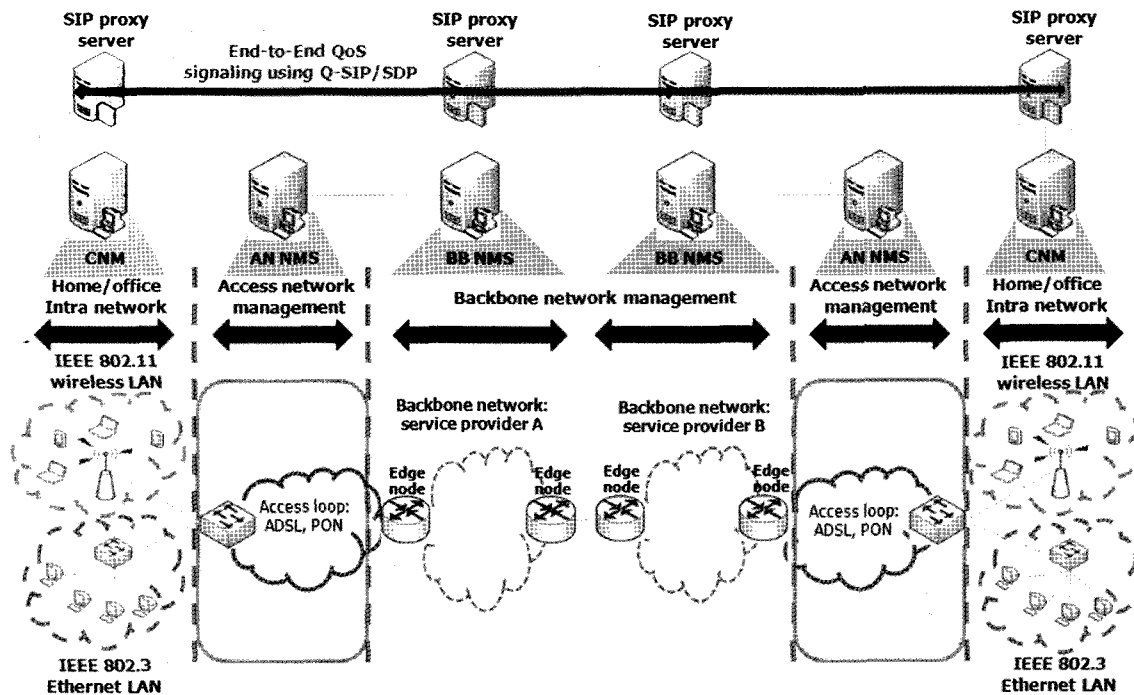 SIP proxy
server
SIP proxy
server
SIP proxy
server
SIP proxy
server
End-to-End QoS
signaling using Q-SIP/SDP
CNM
AN NMS
BB NMS
BB NMS
AN NMS
CNM
Home/office
Intra network
Access network
management
Backbone network management
Access network
management
Home/office
Intra network
IEEE 802.11
wireless LAN
IEEE 802.11
wireless LAN
Backbone network:
service provider A
Backbone network:
service provider B
Edge
node
Edge
node
Edge
node
Edge
node
Access loop:
ADSL, PON
Access loop:
ADSL, PON
IEEE 802.3
Ethernet LAN
IEEE 802.3
Ethernet LAN